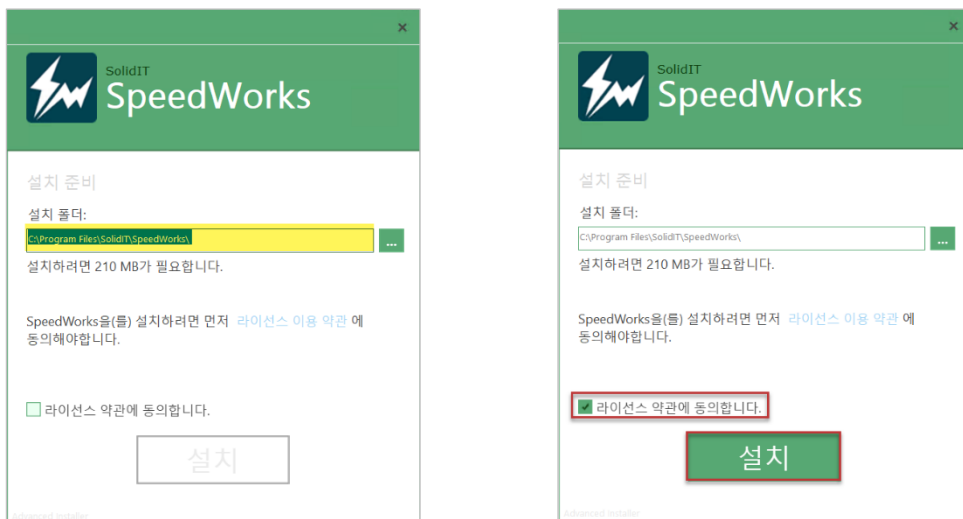 ×
SolidIT
SpeedWorks
설치 준비
설치 폴더:
C:\Program Files\SolidIT\SpeedWorks\
...
설치하려면 210 MB가 필요합니다.
SpeedWorks을(를) 설치하려면 먼저 라이선스 이용 약관 에
동의해야합니다.
라이선스 약관에 동의합니다.
설치
Advanced Installer
×
SolidIT
SpeedWorks
설치 준비
설치 폴더:
C:\Program Files\SolidIT\SpeedWorks\
...
설치하려면 210 MB가 필요합니다.
SpeedWorks을(를) 설치하려면 먼저 라이선스 이용 약관 에
동의해야합니다.
라이선스 약관에 동의합니다.
설치
Advanced Installer